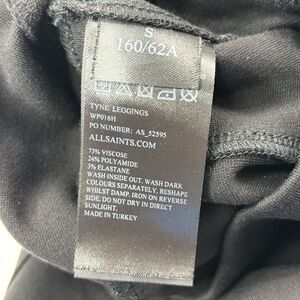 S
160/62A
TYNE LEGGINGS
WP016H
PO NUMBER: AS_52595
ALLSAINTS.COM
73% VISCOSE
24% POLYAMIDE
3% ELASTANE
WASH INSIDE OUT, WASH DARK
COLOURS SEPARATELY, RESHAPE
WHILST DAMP. IRON ON REVERSE
SIDE. DO NOT DRY IN DIRECT
SUNLIGHT.
MADE IN TURKEY